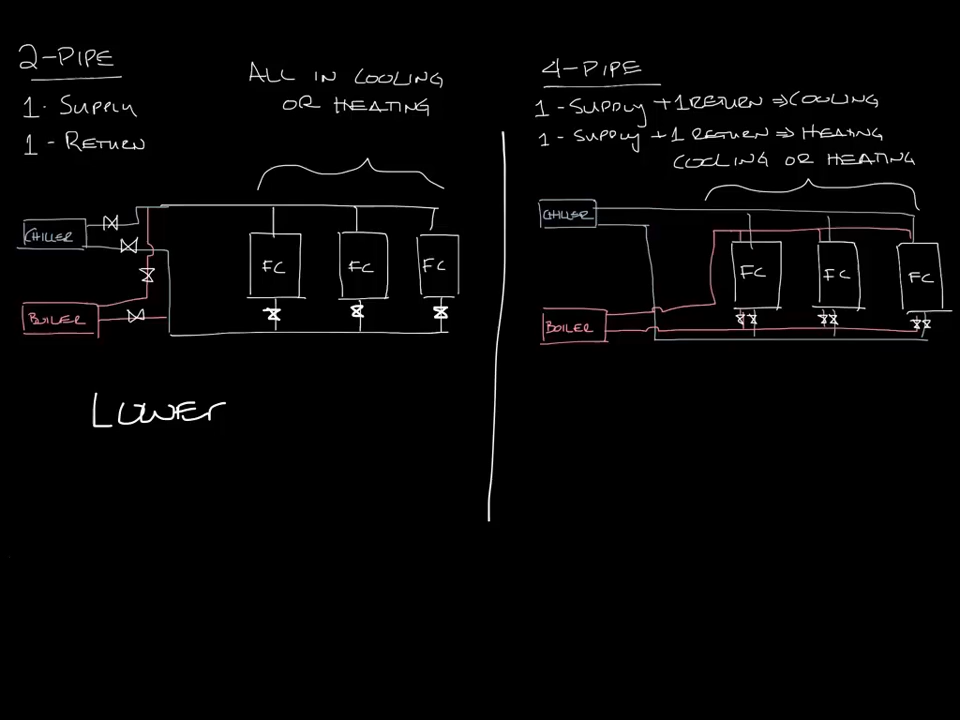 2-PIPE
1. SUPPLY
1 - RETURN
ALL IN COOLING
OR HEATING
CHILLER
BOILER
FC
FC
FC
LOWER
4-PIPE
1 - SUPPLY + 1 RETURN ⇒ COOLING
1 - SUPPLY + 1 RETURN ⇒ HEATING
COOLING OR HEATING
CHILLER
BOILER
FC
FC
FC